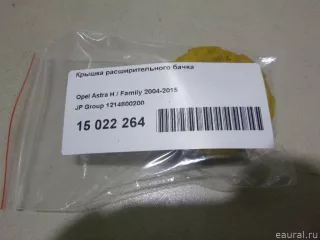 Крышка расширительного бачка
Opel Astra H / Family 2004-2015
JP Group 1214800200
15 022 264
© eaural.ru